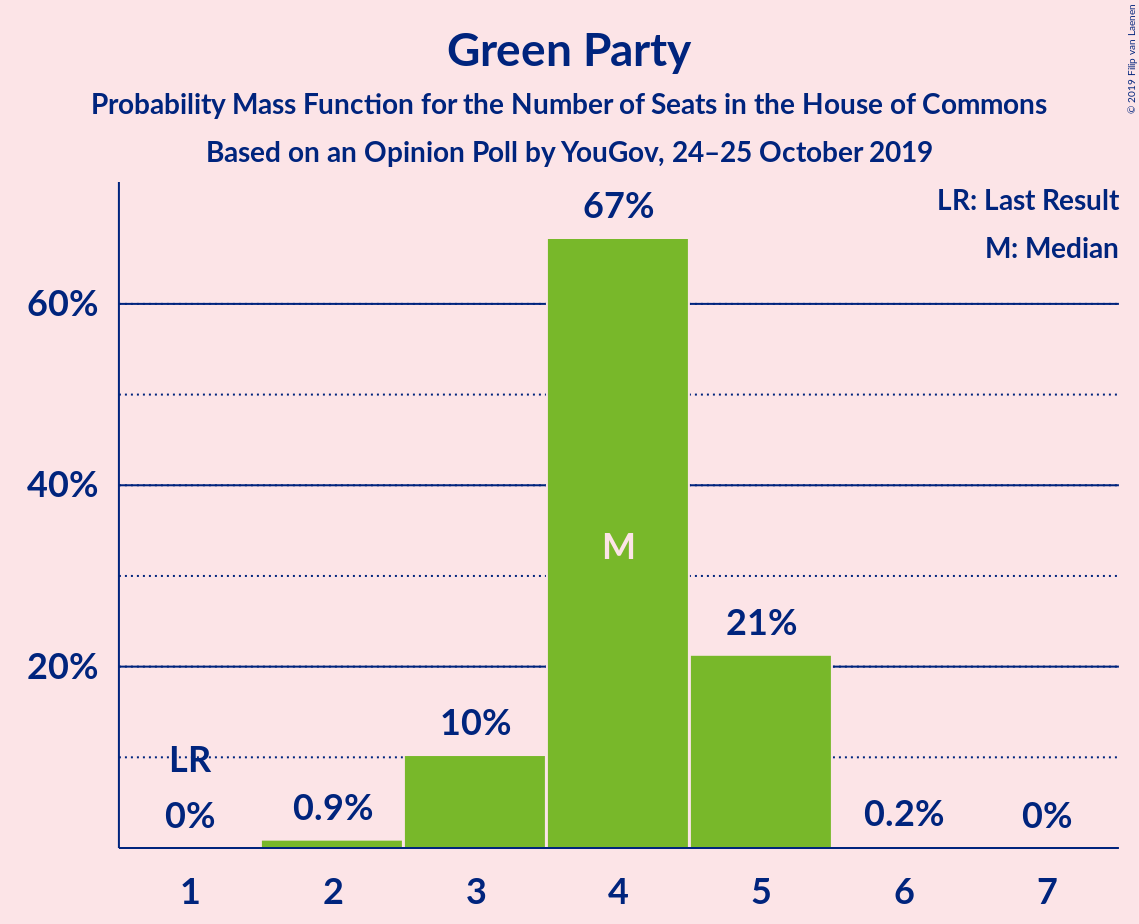 Green Party
Probability Mass Function for the Number of Seats in the House of Commons
Based on an Opinion Poll by YouGov, 24–25 October 2019
© 2019 Filip van Laenen
LR: Last Result
M: Median
67%
60%
40%
M
21%
20%
10%
LR
0%
0.9%
0.2%
0%
1 2 3 4 5 6 7